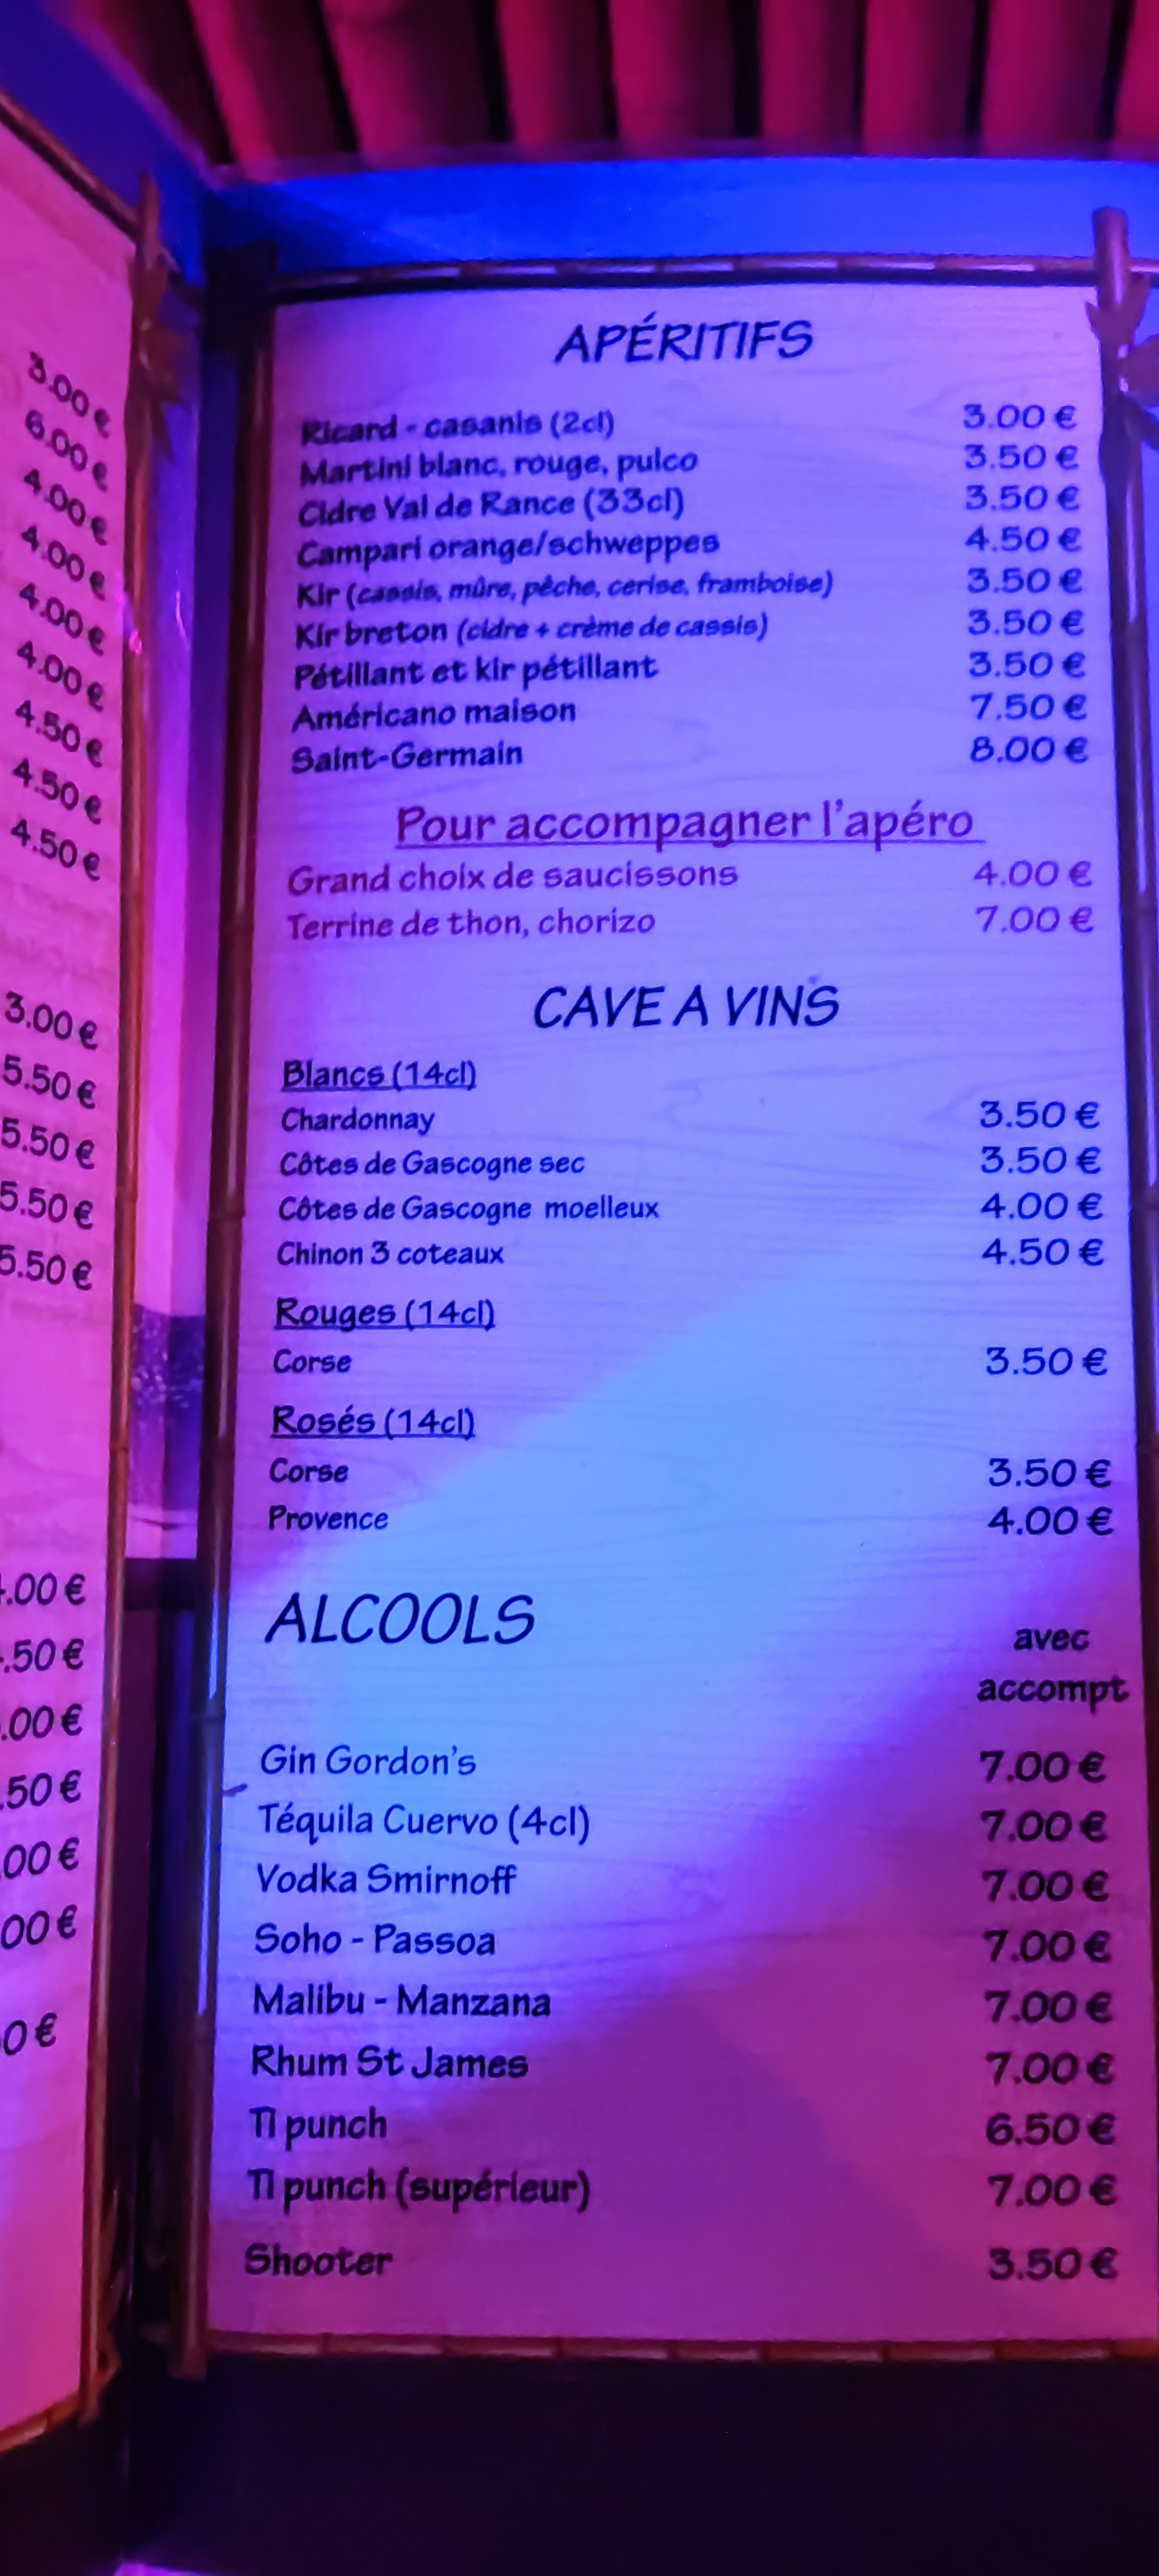 3.00 €
6.00 €
4.00 €
4.00 €
4.00 €
4.00 €
4.50 €
4.50 €
4.50 €
3.00 €
5.50 €
5.50 €
5.50 €
5.50 €
.00 €
.50 €
.00 €
.50 €
.00 €
00 €
0 €
APÉRITIFS
Ricard - casanis (2cl) 3.00 €
Martini blanc, rouge, pulco 3.50 €
Cidre Val de Rance (33cl) 3.50 €
Campari orange/schweppes 4.50 €
Kir (cassis, mûre, pêche, cerise, framboise) 3.50 €
Kir breton (cidre + crème de cassis) 3.50 €
Pétillant et kir pétillant 3.50 €
Américano maison 7.50 €
Saint-Germain 8.00 €
Pour accompagner l'apéro
Grand choix de saucissons 4.00 €
Terrine de thon, chorizo 7.00 €
CAVE A VINS
Blancs (14cl)
Chardonnay 3.50 €
Côtes de Gascogne sec 3.50 €
Côtes de Gascogne moelleux 4.00 €
Chinon 3 coteaux 4.50 €
Rouges (14cl)
Corse 3.50 €
Rosés (14cl)
Corse 3.50 €
Provence 4.00 €
ALCOOLS
avec
accompt
Gin Gordon's 7.00 €
Téquila Cuervo (4cl) 7.00 €
Vodka Smirnoff 7.00 €
Soho - Passoa 7.00 €
Malibu - Manzana 7.00 €
Rhum St James 7.00 €
Ti punch 6.50 €
Ti punch (supérieur) 7.00 €
Shooter 3.50 €